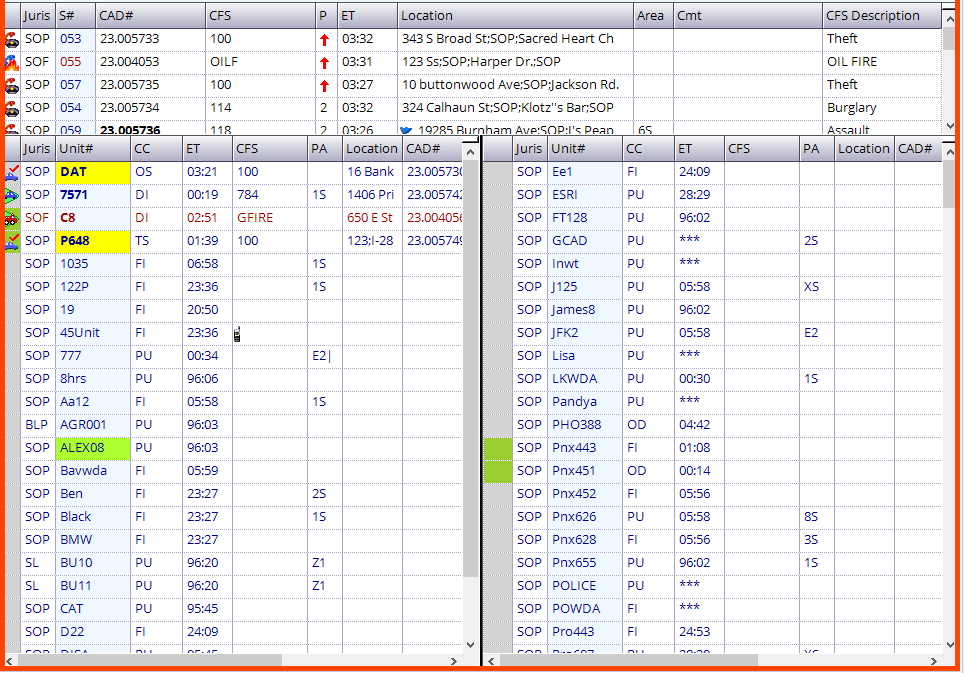 Juris S# CAD# CFS P ET Location Area Cmt CFS Description
SOP 053 23.005733 100 03:32 343 S Broad St;SOP;Sacred Heart Ch Theft
SOF 055 23.004053 OILF 03:31 123 Ss;SOP;Harper Dr.;SOP OIL FIRE
SOP 057 23.005735 100 03:27 10 buttonwood Ave;SOP;Jackson Rd. Theft
SOP 054 23.005734 114 2 03:32 324 Calhaun St;SOP;Klotz"s Bar;SOP Burglary
SOP 059 23.005736 118 2 03:26 19285 Burnham Ave;SOP;J's Peap 6S Assault
Juris Unit# CC ET CFS PA Location CAD#
SOP DAT OS 03:21 100 16 Bank 23.005730
SOP 7571 DI 00:19 784 1S 1406 Pri 23.005742
SOF C8 DI 02:51 GFIRE 650 E St 23.004056
SOP P648 TS 01:39 100 123;I-28 23.005749
SOP 1035 FI 06:58 1S
SOP 122P FI 23:36 1S
SOP 19 FI 20:50
SOP 45Unit FI 23:36
SOP 777 PU 00:34 E2|
SOP 8hrs PU 96:06
SOP Aa12 FI 05:58 1S
BLP AGR001 PU 96:03
SOP ALEX08 PU 96:03
SOP Bavwda FI 05:59
SOP Ben FI 23:27 2S
SOP Black FI 23:27 1S
SOP BMW FI 23:27
SL BU10 PU 96:20 Z1
SL BU11 PU 96:20 Z1
SOP CAT PU 95:45
SOP D22 FI 24:09
Juris Unit# CC ET CFS PA Location CAD#
SOP Ee1 FI 24:09
SOP ESRI PU 28:29
SOP FT128 PU 96:02
SOP GCAD PU *** 2S
SOP Inwt PU ***
SOP J125 PU 05:58 XS
SOP James8 PU 96:02
SOP JFK2 PU 05:58 E2
SOP Lisa PU ***
SOP LKWDA PU 00:30 1S
SOP Pandya PU ***
SOP PHO388 OD 04:42
SOP Pnx443 FI 01:08
SOP Pnx451 OD 00:14
SOP Pnx452 FI 05:56
SOP Pnx626 PU 05:58 8S
SOP Pnx628 FI 05:56 3S
SOP Pnx655 PU 96:02 1S
SOP POLICE PU ***
SOP POWDA FI ***
SOP Pro443 FI 24:53